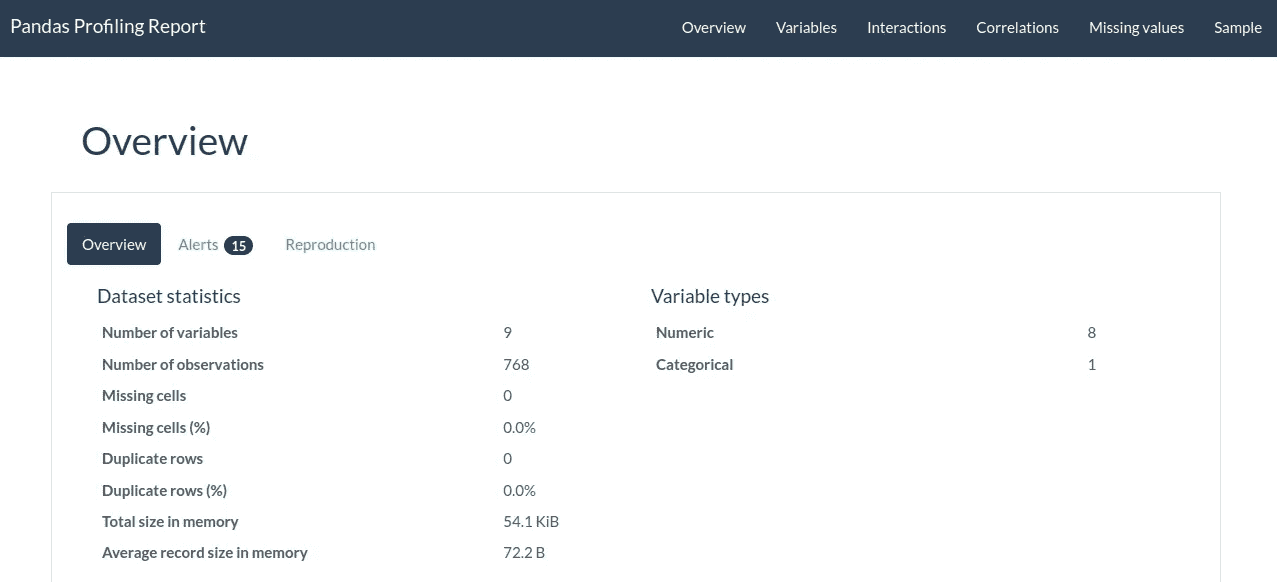 Pandas Profiling Report
Overview Variables Interactions Correlations Missing values Sample
Overview
Overview Alerts 15 Reproduction
Dataset statistics
Number of variables 9
Number of observations 768
Missing cells 0
Missing cells (%) 0.0%
Duplicate rows 0
Duplicate rows (%) 0.0%
Total size in memory 54.1 KiB
Average record size in memory 72.2 B
Variable types
Numeric 8
Categorical 1